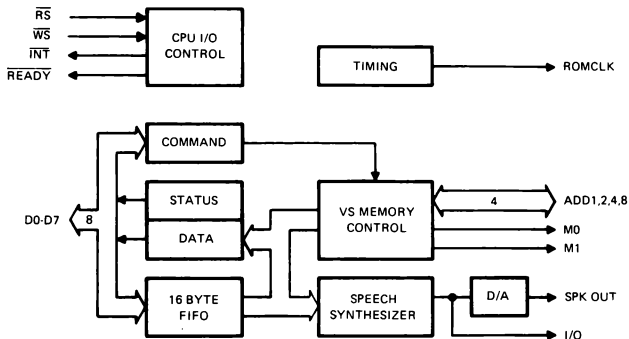 RS
WS
INT
READY
CPU I/O
CONTROL
TIMING
ROMCLK
COMMAND
STATUS
DATA
D0-D7
8
VS MEMORY
CONTROL
4
ADD1,2,4,8
M0
M1
16 BYTE
FIFO
SPEECH
SYNTHESIZER
D/A
SPK OUT
I/O